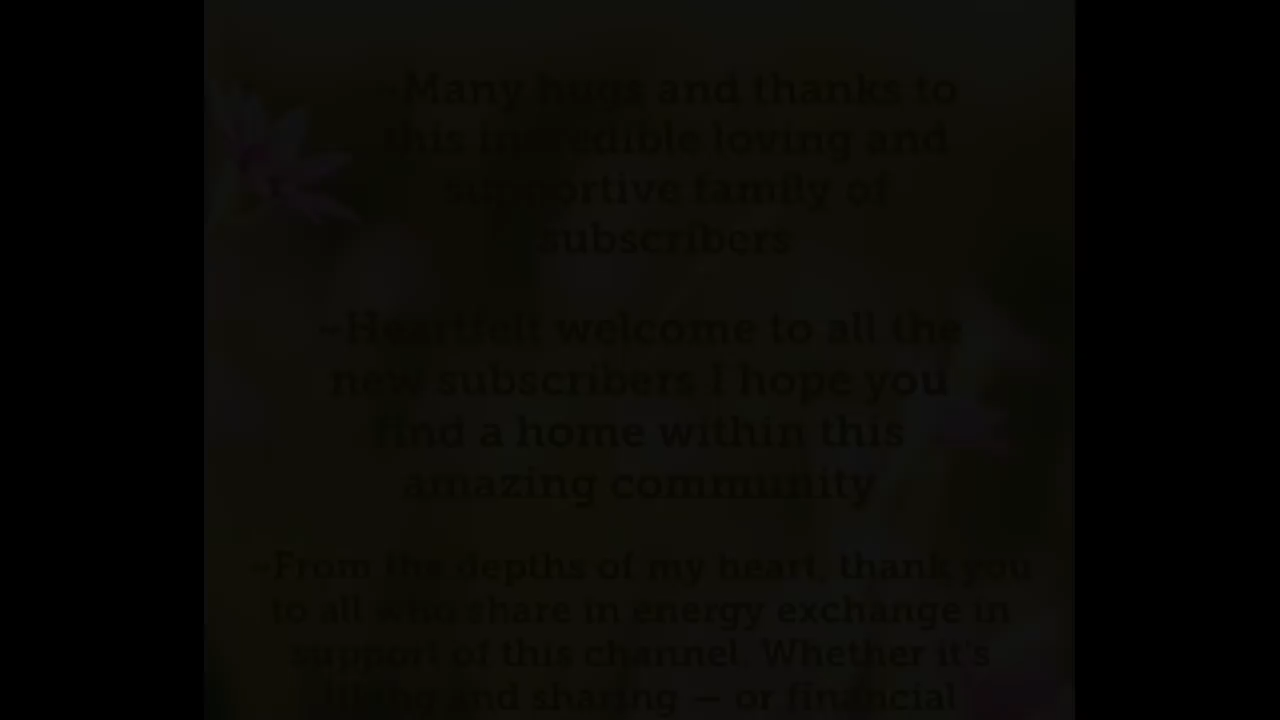 ~Many hugs and thanks to
this incredible loving and
supportive family of
subscribers
~Heartfelt welcome to all the
new subscribers I hope you
find a home within this
amazing community
~From the depths of my heart, thank you
to all who share in energy exchange in
support of this channel. Whether it's
liking and sharing — or financial